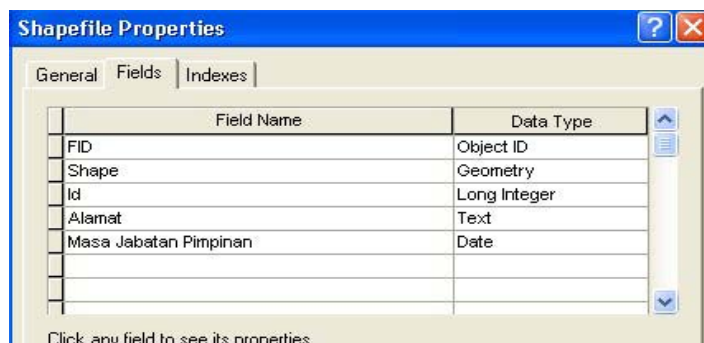 Shapefile Properties
General Fields Indexes
Field Name Data Type
FID Object ID
Shape Geometry
Id Long Integer
Alamat Text
Masa Jabatan Pimpinan Date
Click any field to see its properties